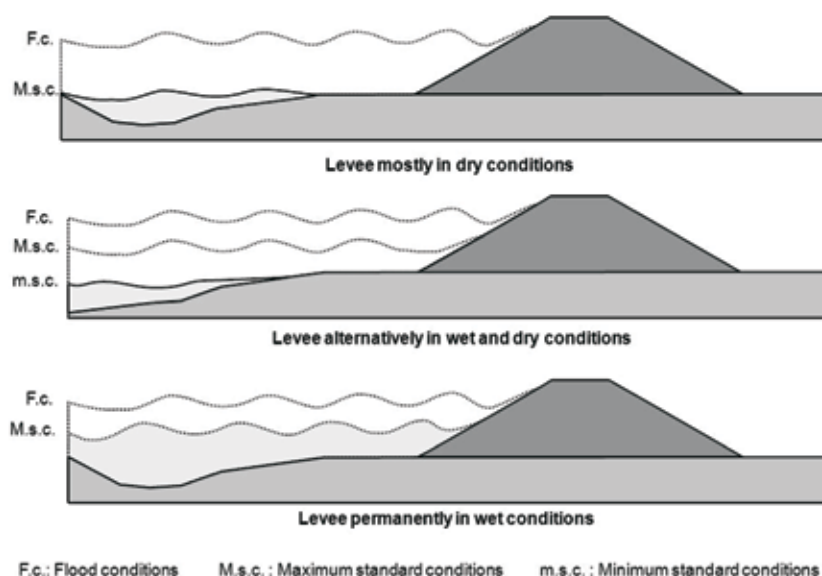 F.c.
M.s.c.
Levee mostly in dry conditions
F.c.
M.s.c.
m.s.c.
Levee alternatively in wet and dry conditions
F.c.
M.s.c.
Levee permanently in wet conditions
F.c.: Flood conditions M.s.c. : Maximum standard conditions m.s.c. : Minimum standard conditions